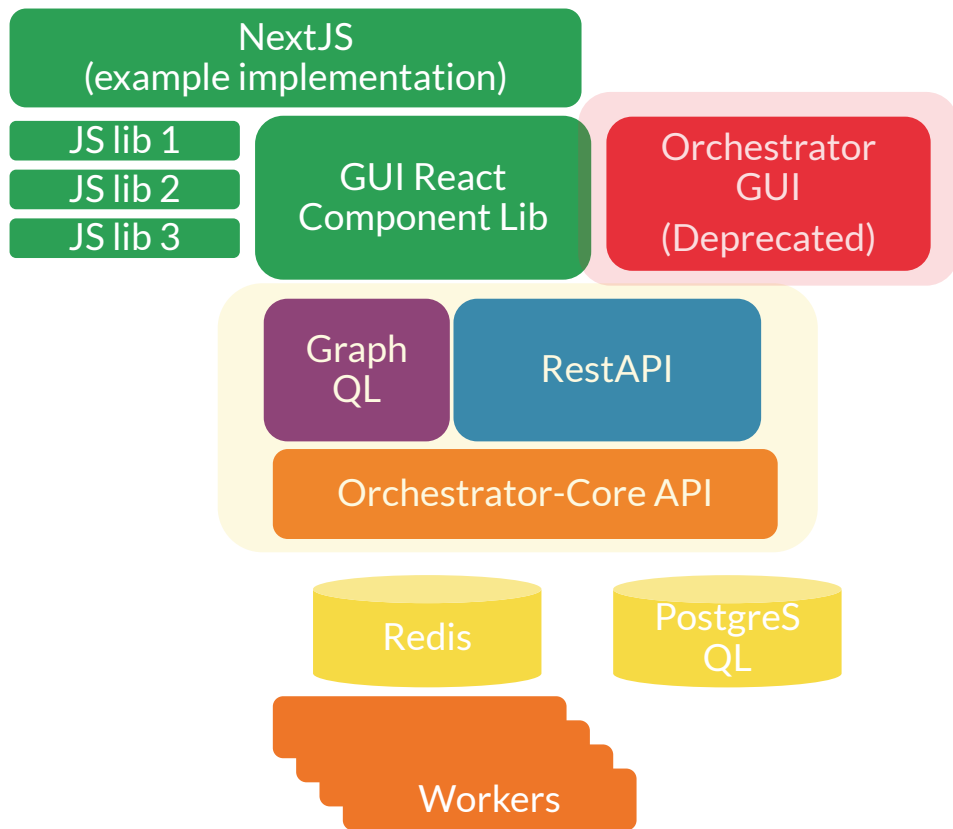 NextJS
(example implementation)
JS lib 1
JS lib 2
JS lib 3
GUI React
Component Lib
Orchestrator
GUI
(Deprecated)
Graph
QL
RestAPI
Orchestrator-Core API
Redis
PostgreS
QL
Workers